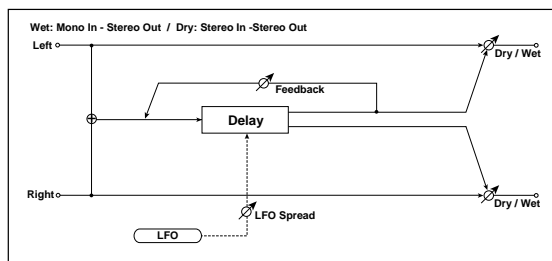 Wet: Mono In - Stereo Out / Dry: Stereo In -Stereo Out
Left
Dry / Wet
Feedback
Delay
Right
Dry / Wet
LFO Spread
LFO